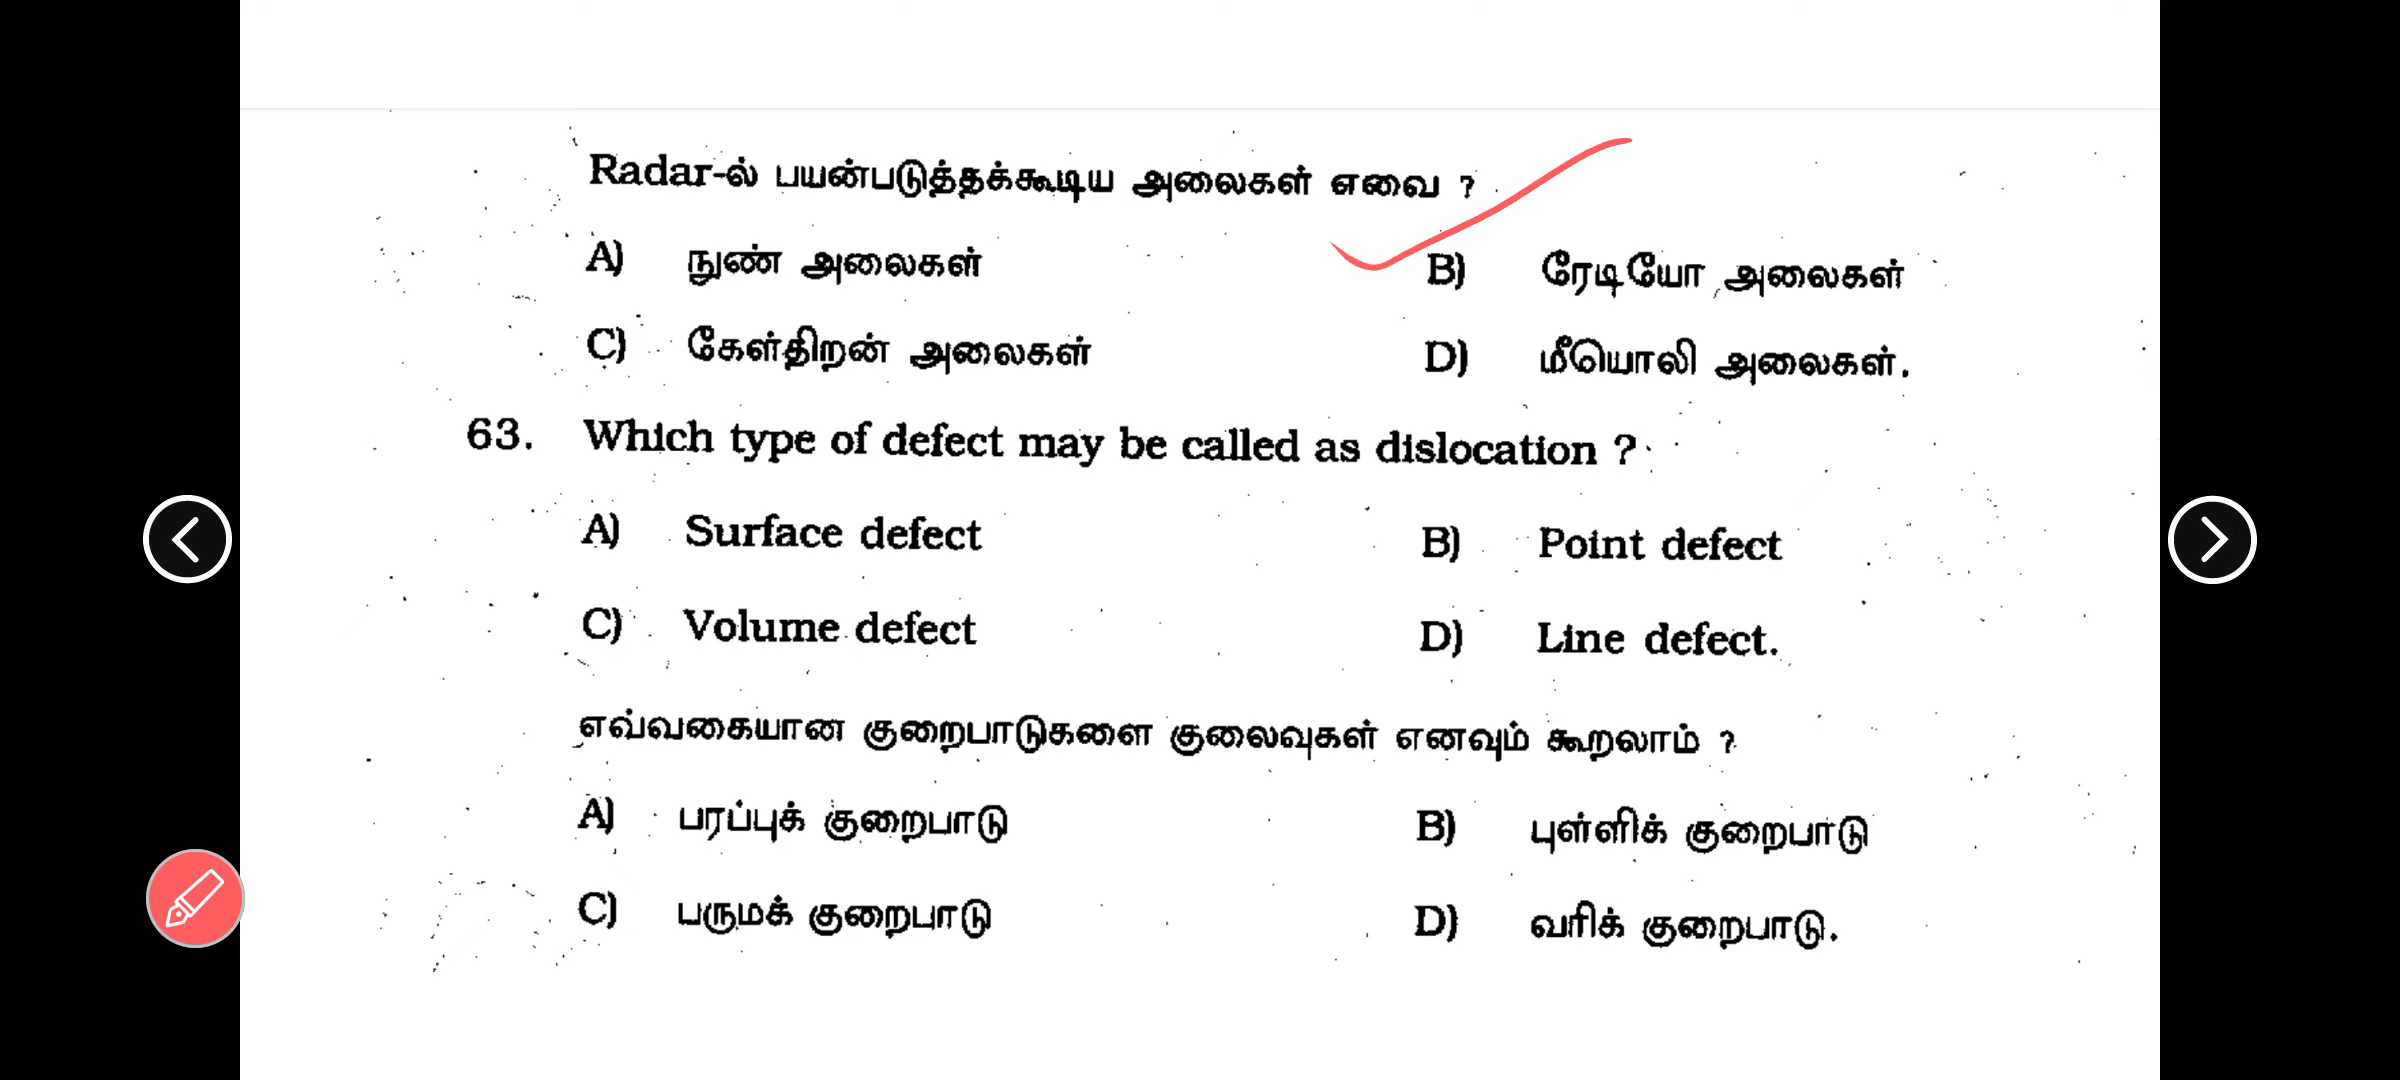 Radar-ல் பயன்படுத்தக்கூடிய அலைகள் எவை ?
A) நுண் அலைகள் B) ரேடியோ அலைகள்
C) கேள்திறன் அலைகள் D) மீயொலி அலைகள்.
63. Which type of defect may be called as dislocation ?
A) Surface defect B) Point defect
C) Volume defect D) Line defect.
எவ்வகையான குறைபாடுகளை குலைவுகள் எனவும் கூறலாம் ?
A) பரப்புக் குறைபாடு B) புள்ளிக் குறைபாடு
C) பருமக் குறைபாடு D) வரிக் குறைபாடு.